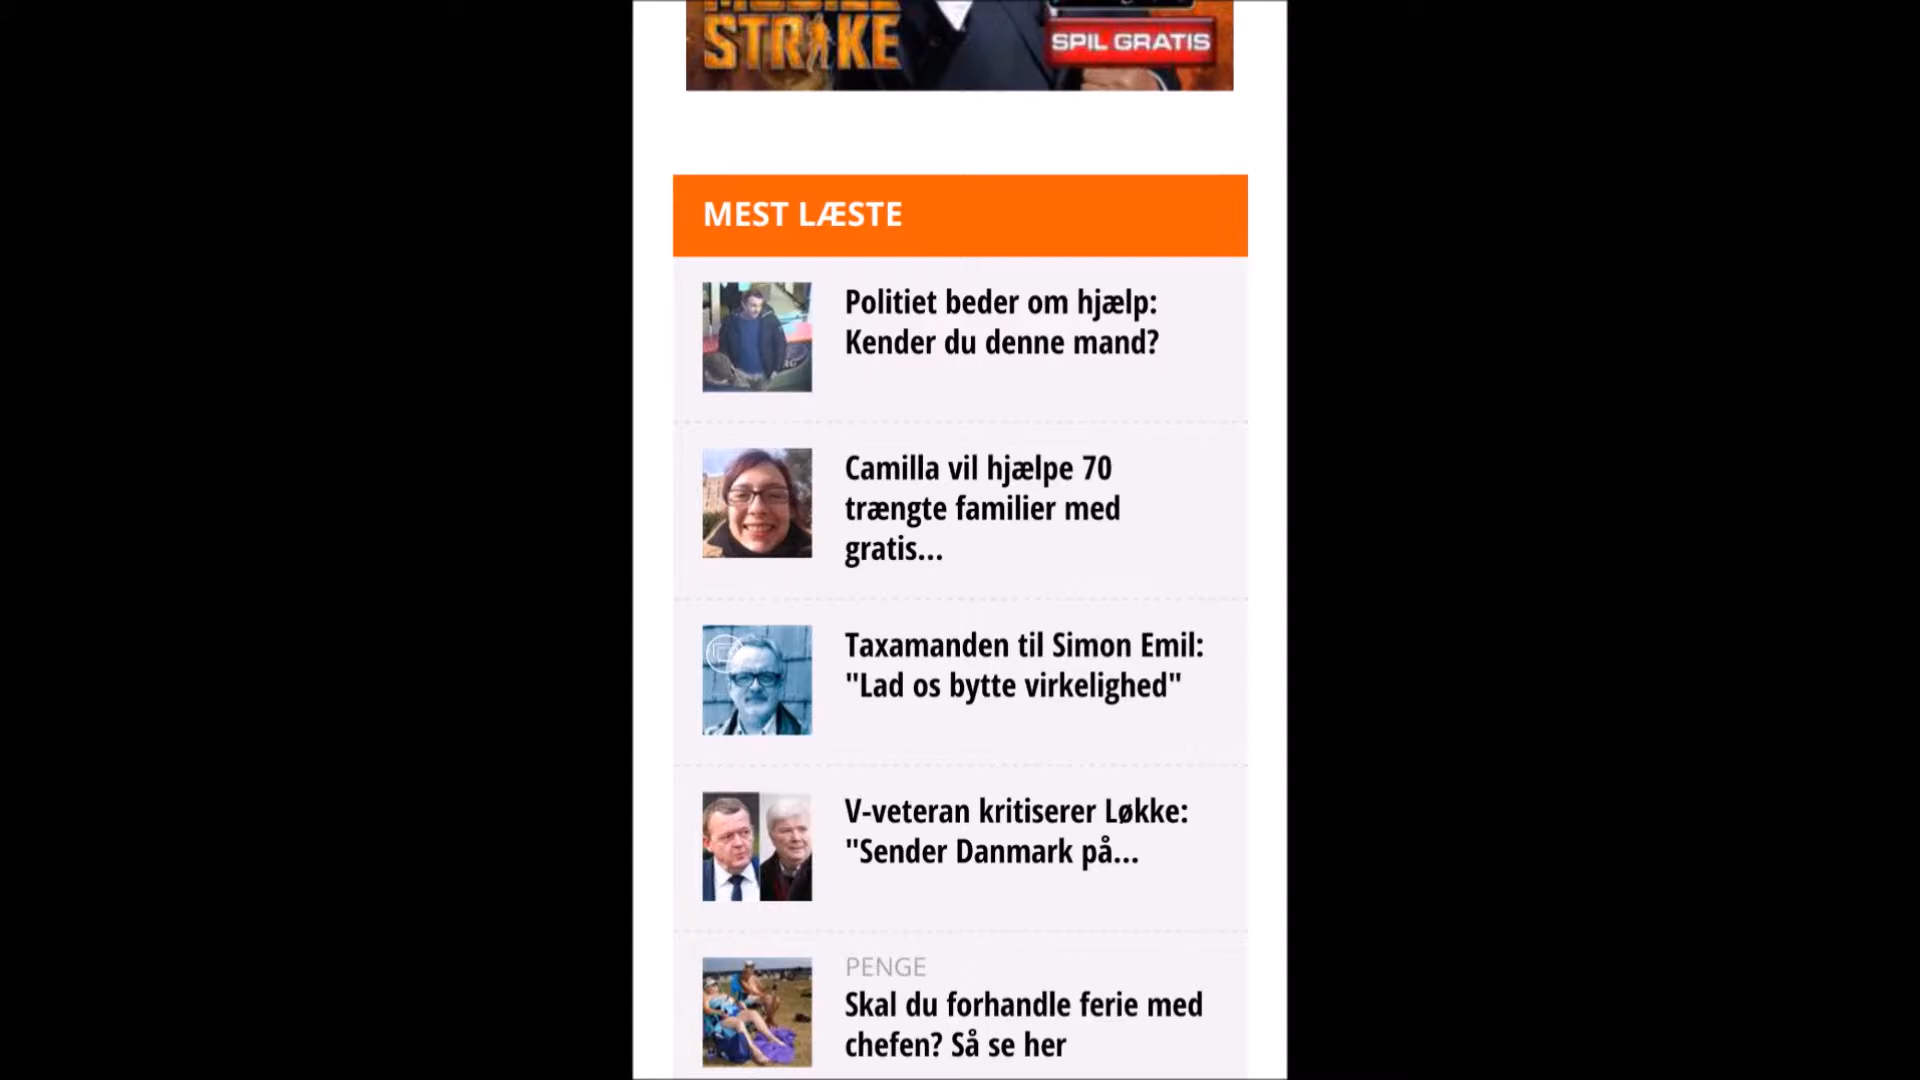 STRIKE
SPIL GRATIS
MEST LÆSTE
Politiet beder om hjælp:
Kender du denne mand?
Camilla vil hjælpe 70
trængte familier med
gratis...
Taxamanden til Simon Emil:
"Lad os bytte virkelighed"
V-veteran kritiserer Løkke:
"Sender Danmark på...
PENGE
Skal du forhandle ferie med
chefen? Så se her